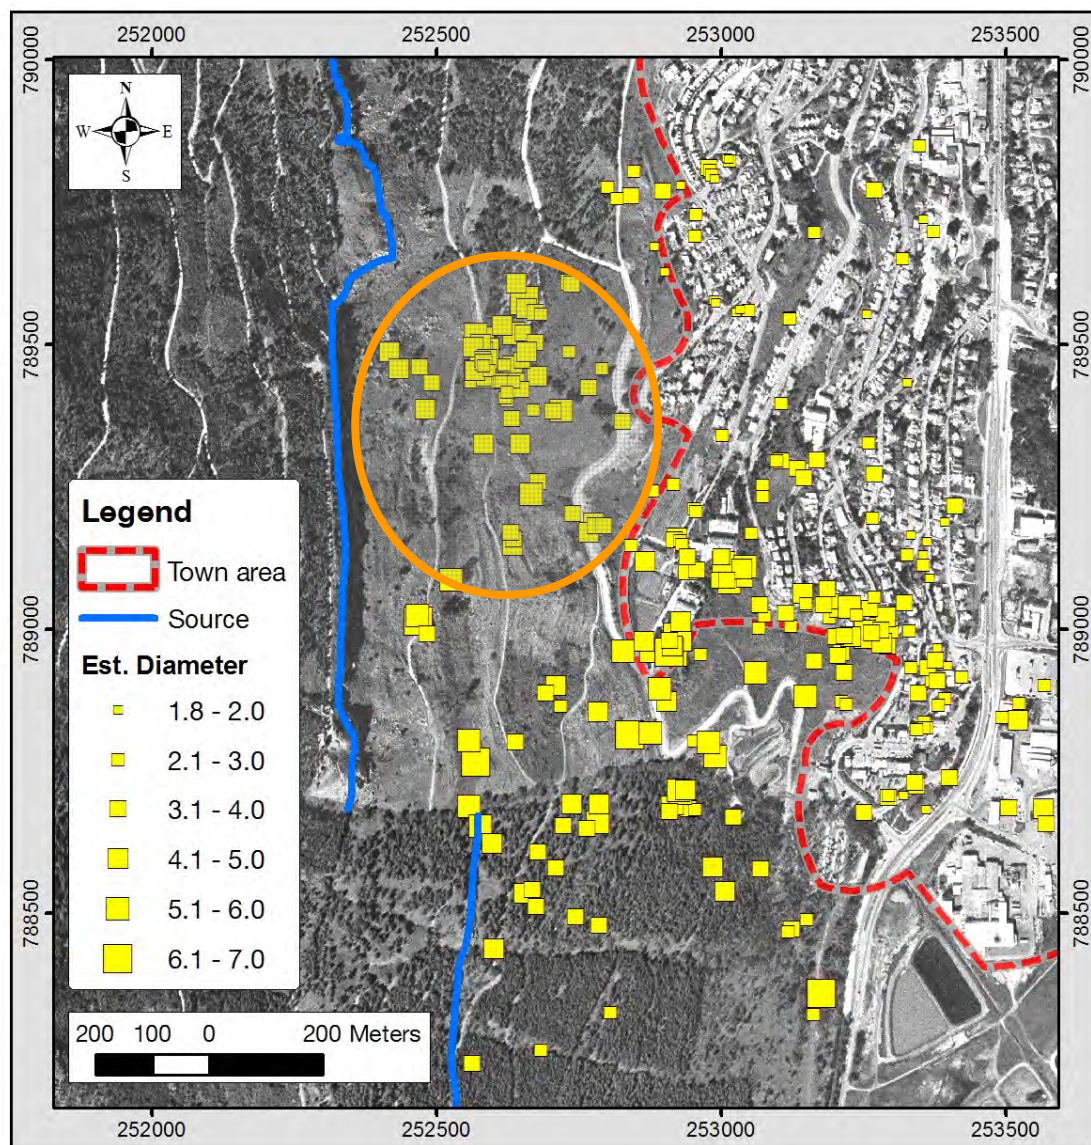 252000 252500 253000 253500
790000
790000
N
W E
S
789500
789500
Legend
Town area
Source
Est. Diameter
1.8 - 2.0
2.1 - 3.0
3.1 - 4.0
4.1 - 5.0
5.1 - 6.0
6.1 - 7.0
789000
789000
788500
788500
200 100 0 200 Meters
252000 252500 253000 253500